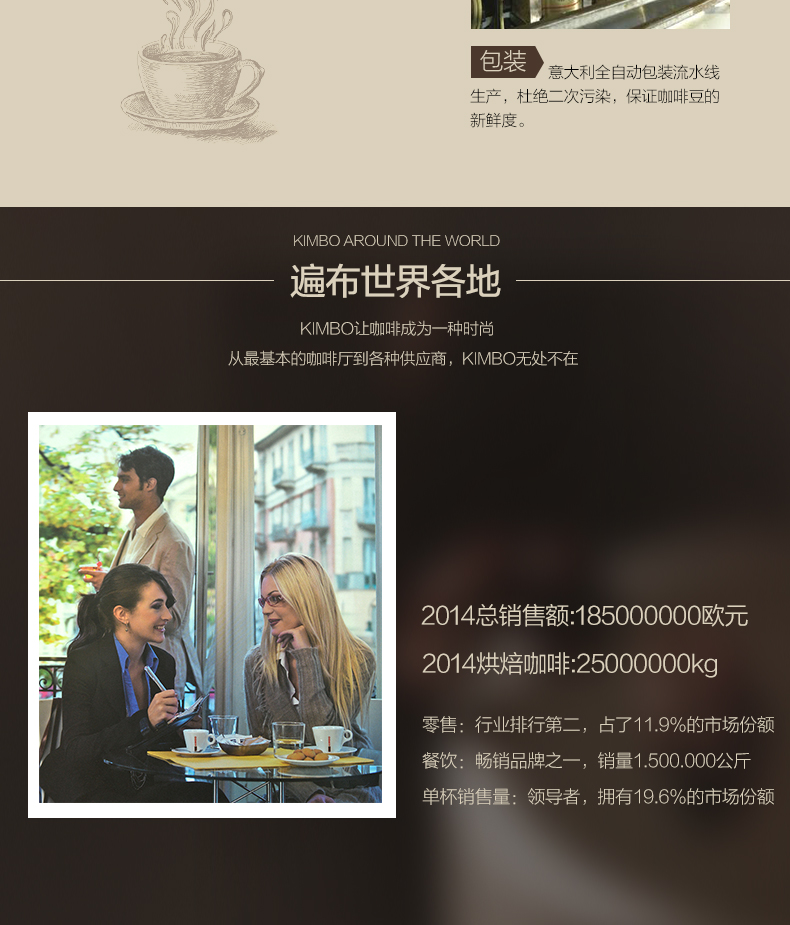 包装
意大利全自动包装流水线
生产，杜绝二次污染，保证咖啡豆的
新鲜度。
KIMBO AROUND THE WORLD
遍布世界各地
KIMBO让咖啡成为一种时尚
从最基本的咖啡厅到各种供应商，KIMBO无处不在
2014总销售额:185000000欧元
2014烘焙咖啡:25000000kg
零售：行业排行第二，占了11.9%的市场份额
餐饮：畅销品牌之一，销量1.500.000公斤
单杯销售量：领导者，拥有19.6%的市场份额